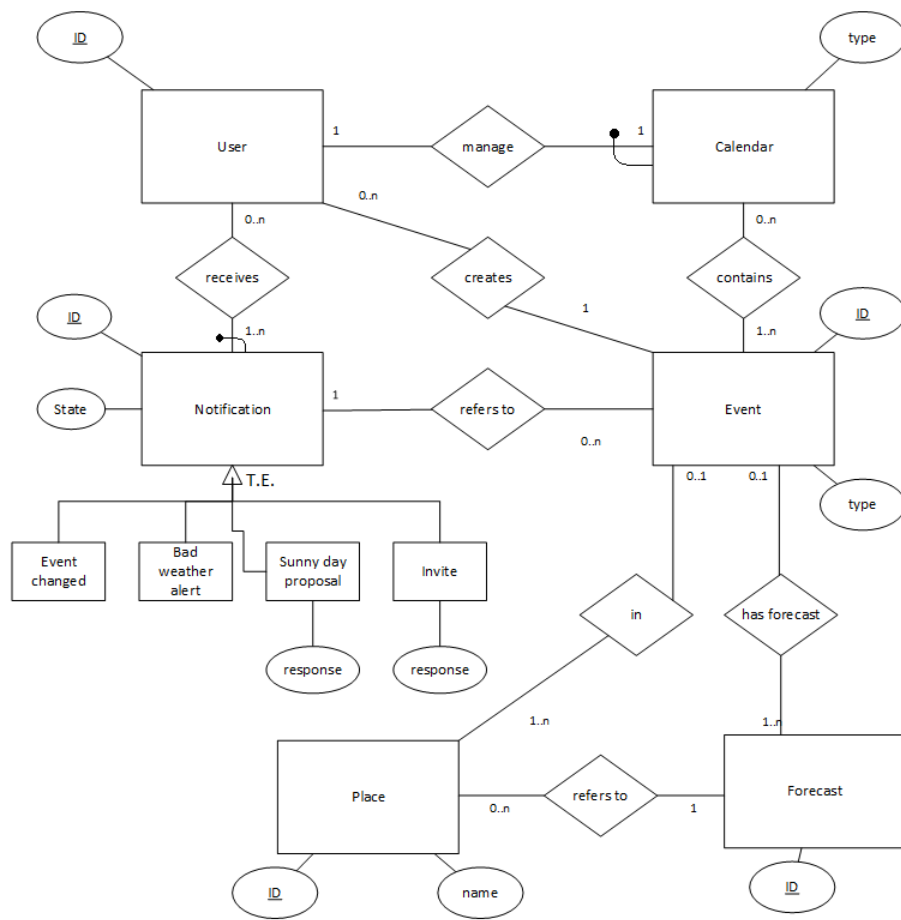 ID
type
User
1
manage
1
Calendar
0..n
0..n
0..n
receives
creates
contains
ID
1..n
1
1..n
ID
State
Notification
1
refers to
0..n
Event
T.E.
0..1
0..1
type
Event
changed
Bad
weather
alert
Sunny day
proposal
Invite
in
has forecast
response
response
1..n
1..n
Place
0..n
refers to
1
Forecast
ID
name
ID